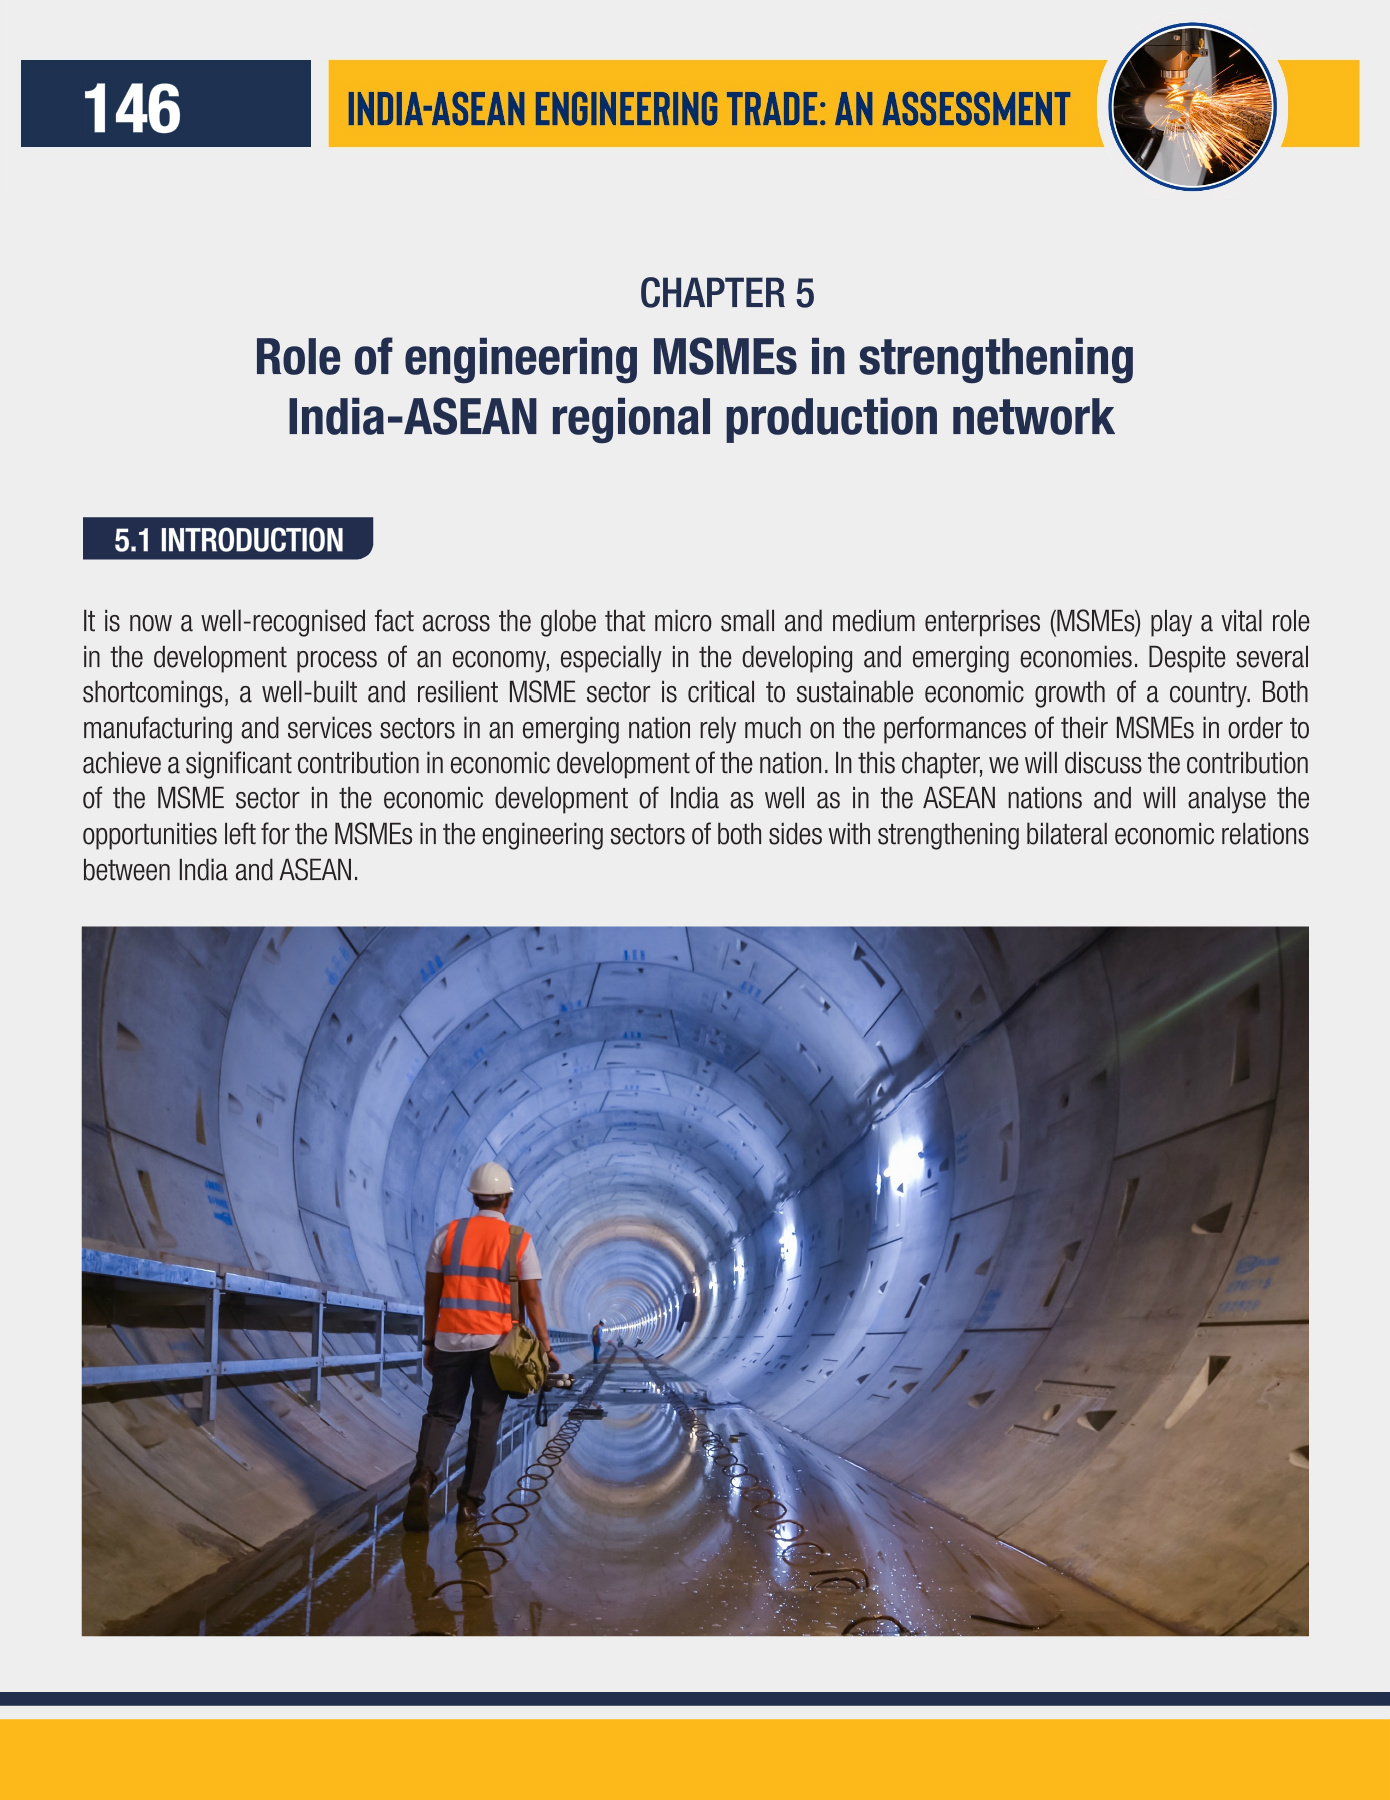 146
INDIA-ASEAN ENGINEERING TRADE: AN ASSESSMENT
CHAPTER 5
Role of engineering MSMEs in strengthening
India-ASEAN regional production network
5.1 INTRODUCTION
It is now a well-recognised fact across the globe that micro small and medium enterprises (MSMEs) play a vital role
in the development process of an economy, especially in the developing and emerging economies. Despite several
shortcomings, a well-built and resilient MSME sector is critical to sustainable economic growth of a country. Both
manufacturing and services sectors in an emerging nation rely much on the performances of their MSMEs in order to
achieve a significant contribution in economic development of the nation. In this chapter, we will discuss the contribution
of the MSME sector in the economic development of India as well as in the ASEAN nations and will analyse the
opportunities left for the MSMEs in the engineering sectors of both sides with strengthening bilateral economic relations
between India and ASEAN.